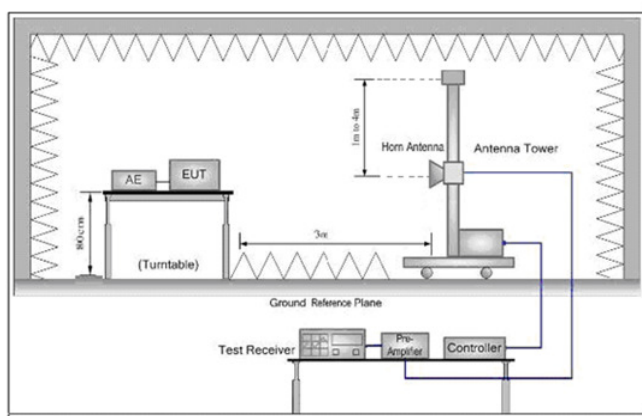 1m to 4m
Horn Antenna
Antenna Tower
AE
EUT
3m
(Turntable)
Ground Reference Plane
Test Receiver
Pre-
Amplifier
Controller